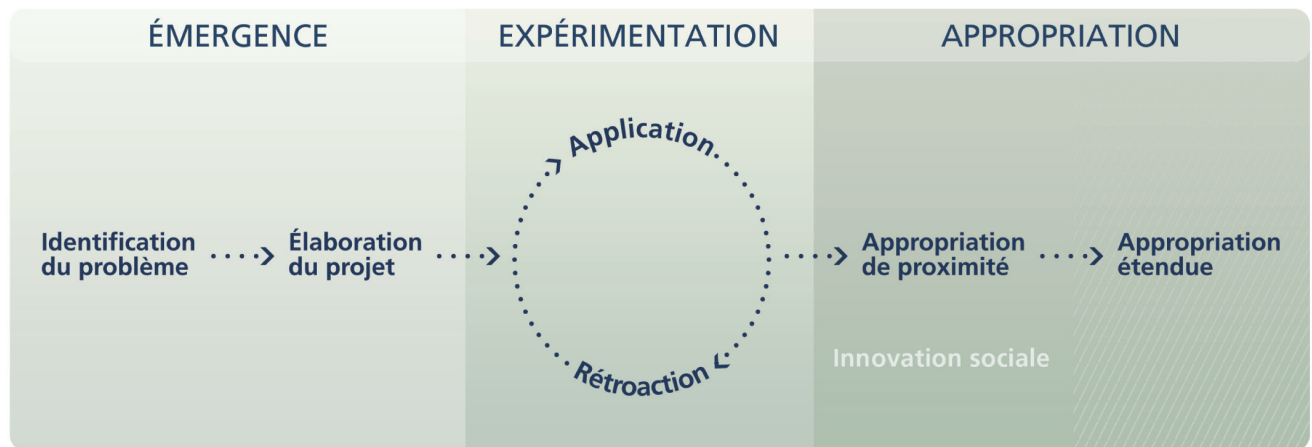 ÉMERGENCE
EXPÉRIMENTATION
APPROPRIATION
Identification
du problème
Élaboration
du projet
Application
Rétroaction
Appropriation
de proximité
Appropriation
étendue
Innovation sociale